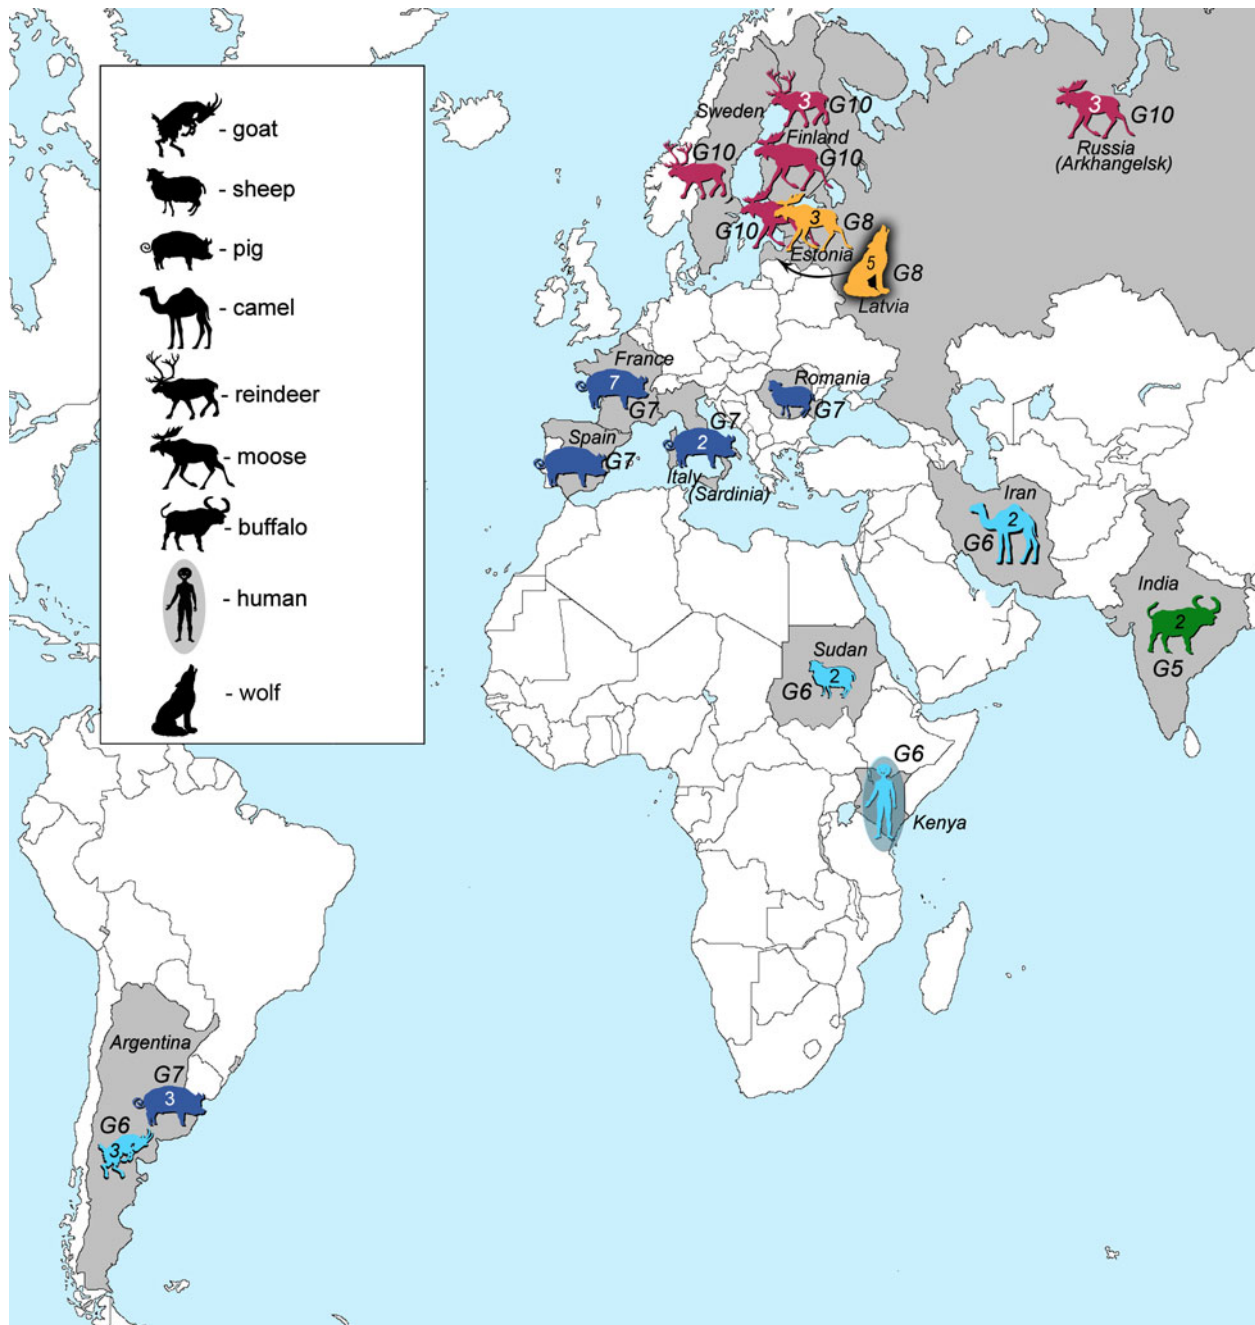 - goat
- sheep
- pig
- camel
- reindeer
- moose
- buffalo
- human
- wolf
Sweden
3
G10
Finland
G10
G10
3
G10
Russia
(Arkhangelsk)
G10
3
G8
Estonia
5
G8
Latvia
France
7
G7
Romania
G7
Spain
G7
G7
2
Italy
(Sardinia)
Iran
2
G6
India
2
G5
Sudan
2
G6
G6
Kenya
Argentina
G7
3
G6
3